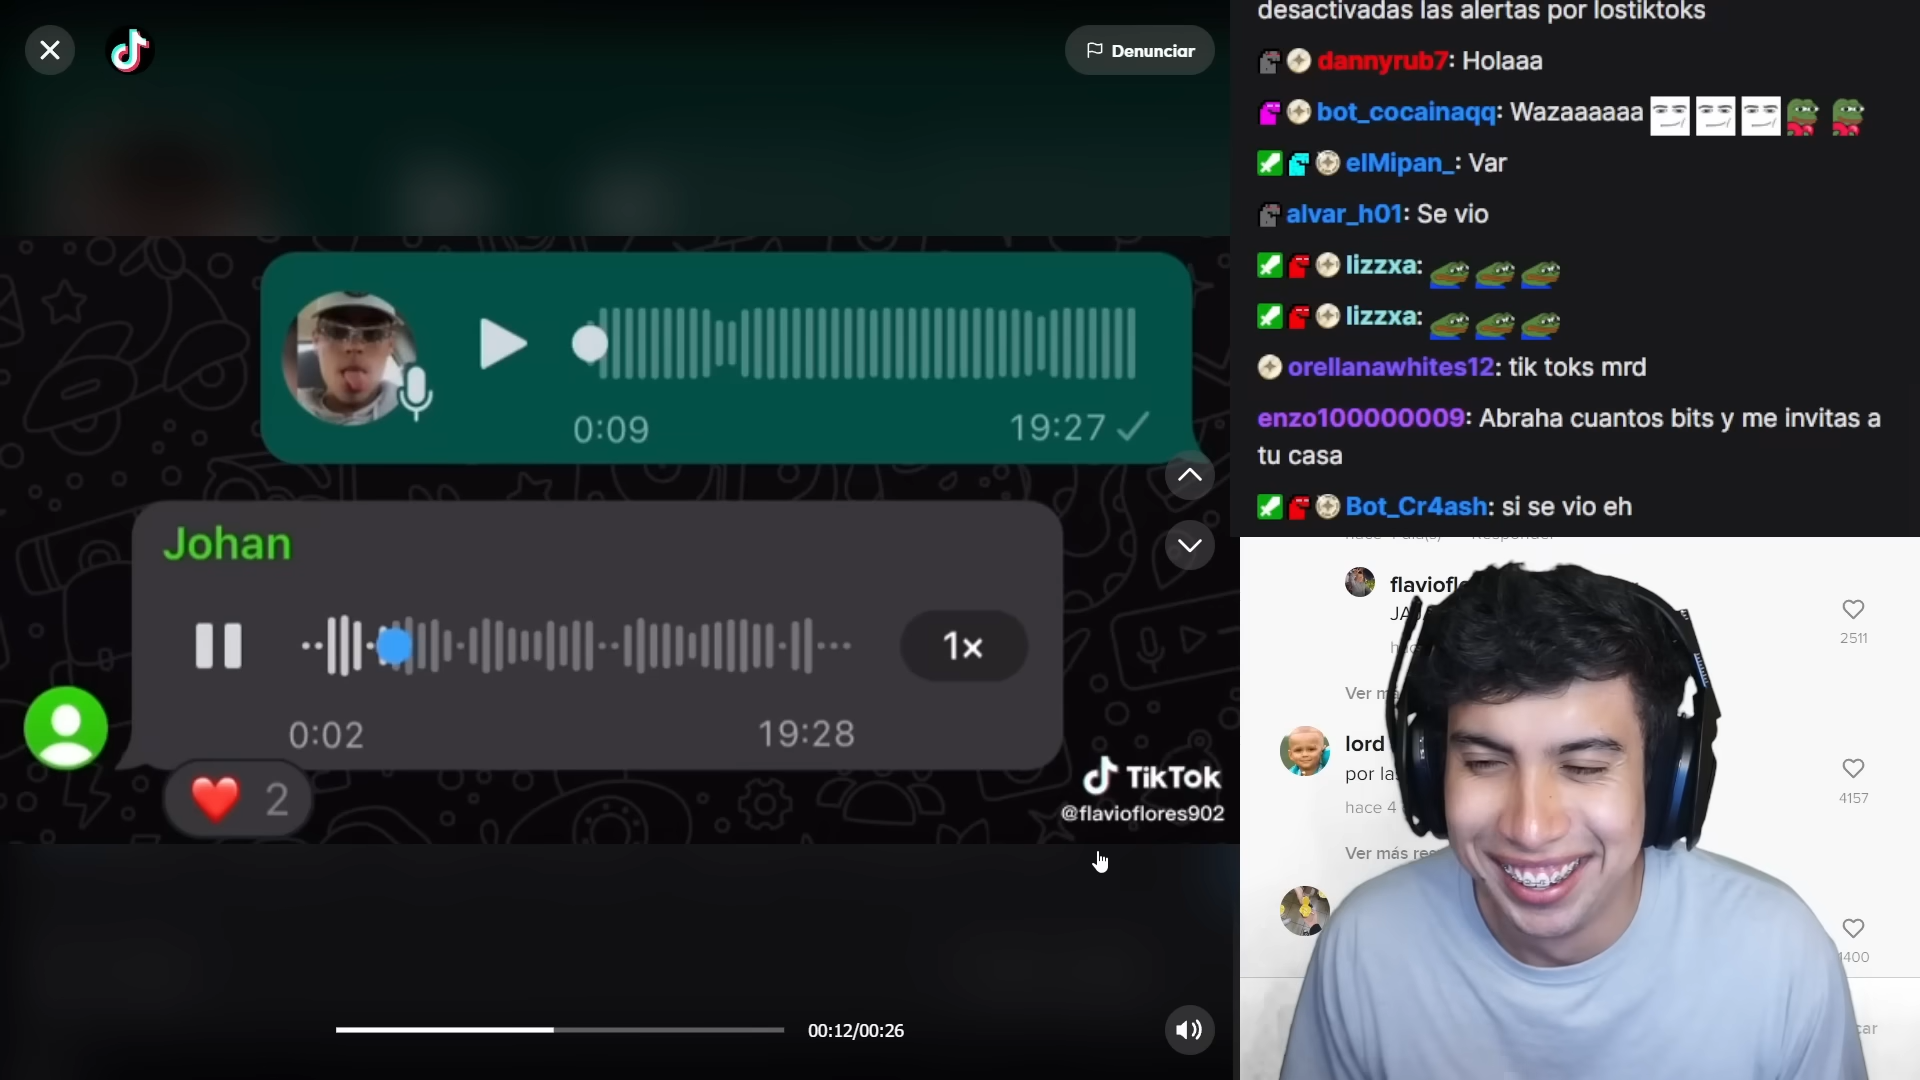 Denunciar
0:09
19:27
Johan
1×
0:02
19:28
2
TikTok
@flavioflores902
00:12/00:26
desactivadas las alertas por lostiktoks
dannyrub7: Holaaa
bot_cocainaqq: Wazaaaaaa
elMipan_: Var
alvar_h01: Se vio
lizzxa:
lizzxa:
orellanawhites12: tik toks mrd
enzo100000009: Abraha cuantos bits y me invitas a
tu casa
Bot_Cr4ash: si se vio eh
2511
lord
por
hace 4
4157
Ver más
1400